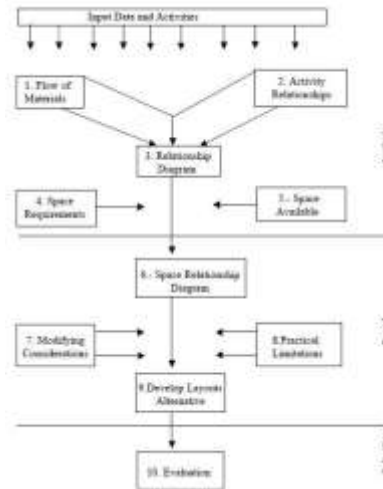 Input Data and Activities
1. Flow of
Materials
2. Activity
Relationships
3. Relationship
Diagram
4. Space
Requirements
5.- Space
Available
6.- Space Relationship
Diagram
7. Modifying
Considerations
8.Practical
Limitations
9.Develop Layouts
Alternative
10. Evaluation